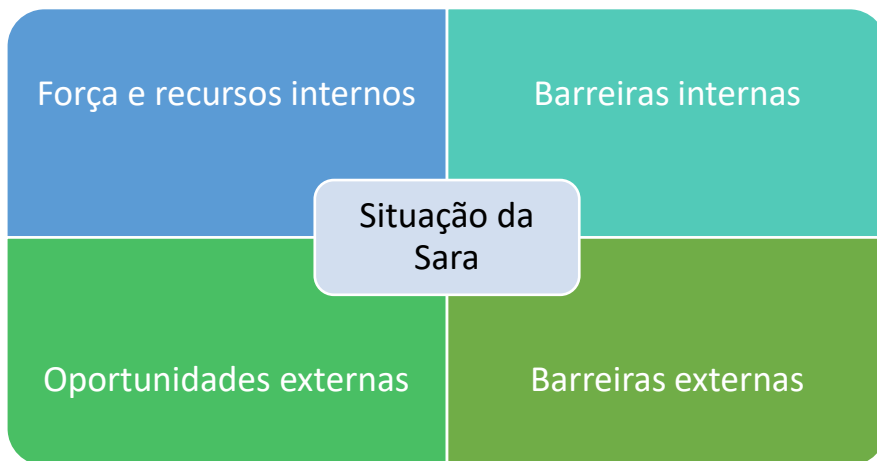 Força e recursos internos
Barreiras internas
Situação da
Sara
Oportunidades externas
Barreiras externas